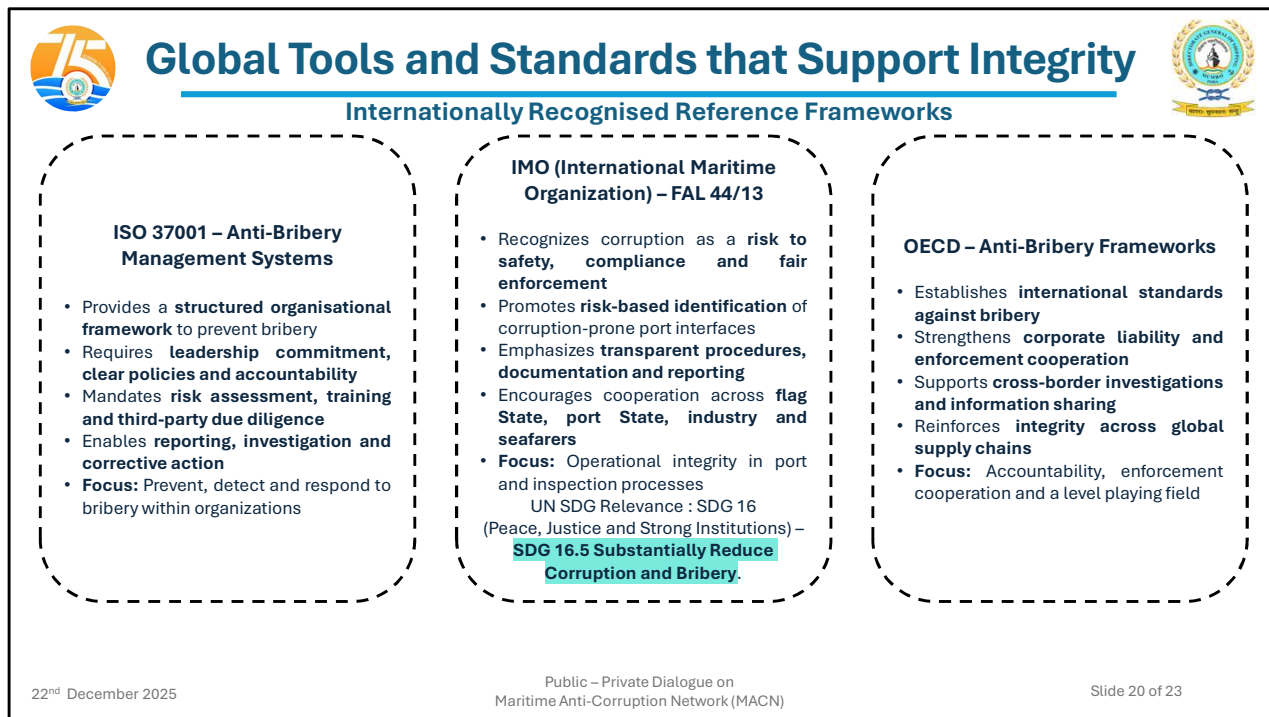 Global Tools and Standards that Support Integrity
Internationally Recognised Reference Frameworks
ISO 37001 – Anti-Bribery
Management Systems
• Provides a structured organisational
framework to prevent bribery
• Requires leadership commitment,
clear policies and accountability
• Mandates risk assessment, training
and third-party due diligence
• Enables reporting, investigation and
corrective action
• Focus: Prevent, detect and respond to
bribery within organizations
IMO (International Maritime
Organization) – FAL 44/13
• Recognizes corruption as a risk to
safety, compliance and fair
enforcement
• Promotes risk-based identification of
corruption-prone port interfaces
• Emphasizes transparent procedures,
documentation and reporting
• Encourages cooperation across flag
State, port State, industry and
seafarers
• Focus: Operational integrity in port
and inspection processes
UN SDG Relevance : SDG 16
(Peace, Justice and Strong Institutions) –
SDG 16.5 Substantially Reduce
Corruption and Bribery.
OECD – Anti-Bribery Frameworks
• Establishes international standards
against bribery
• Strengthens corporate liability and
enforcement cooperation
• Supports cross-border investigations
and information sharing
• Reinforces integrity across global
supply chains
• Focus: Accountability, enforcement
cooperation and a level playing field
22nd December 2025
Public – Private Dialogue on
Maritime Anti-Corruption Network (MACN)
Slide 20 of 23
75
DIRECTORATE GENERAL OF SHIPPING
MUMBAI
INDIA